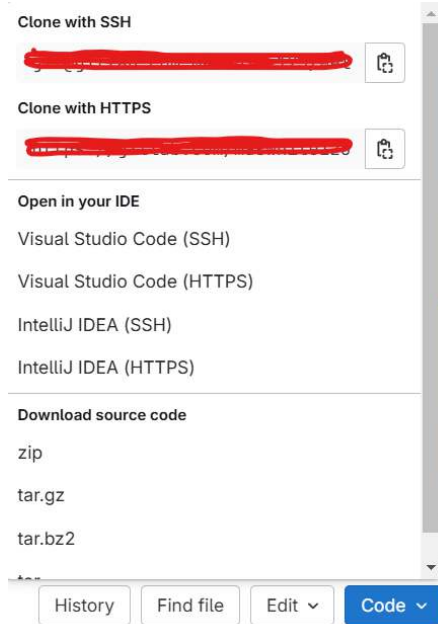 Clone with SSH
Clone with HTTPS
Open in your IDE
Visual Studio Code (SSH)
Visual Studio Code (HTTPS)
IntelliJ IDEA (SSH)
IntelliJ IDEA (HTTPS)
Download source code
zip
tar.gz
tar.bz2
History Find file Edit Code